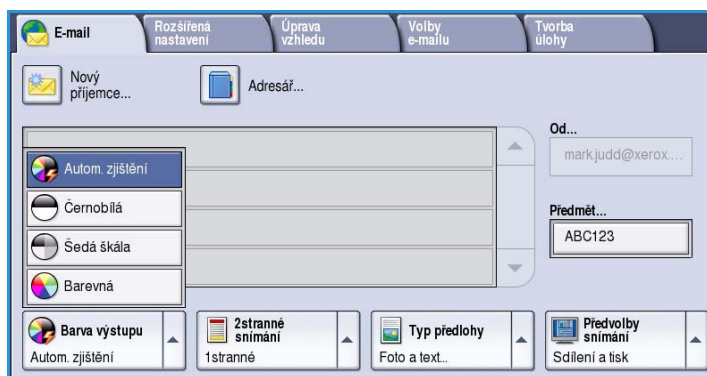 E-mail
Rozšířená
nastavení
Úprava
vzhledu
Volby
e-mailu
Tvorba
úlohy
Nový
příjemce...
Adresář...
Od...
mark.judd@xerox....
Autom. zjištění
Černobílá
Předmět...
ABC123
Šedá škála
Barevná
Barva výstupu
Autom. zjištění
2stranné
snímání
1stranné
Typ předlohy
Foto a text...
Předvolby
snímání
Sdílení a tisk